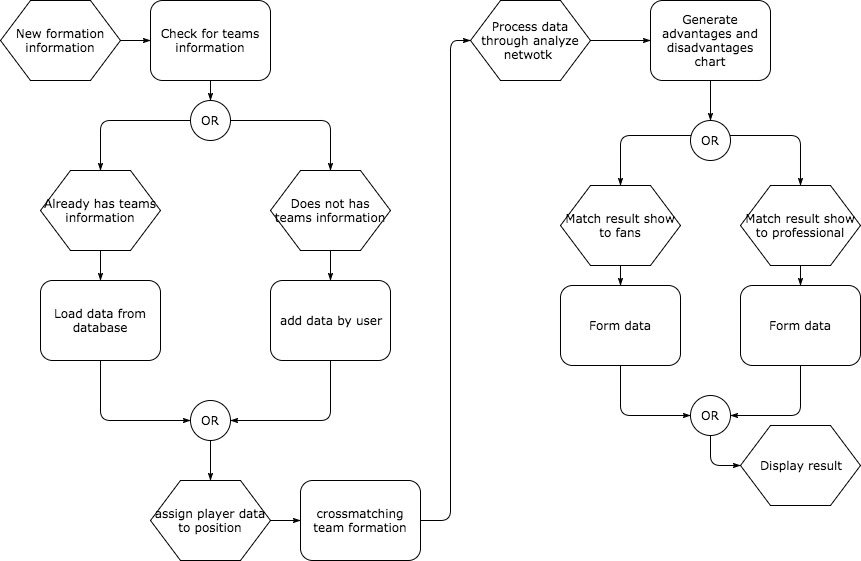 New formation
information
Check for teams
information
OR
Already has teams
information
Does not has
teams information
Load data from
database
add data by user
OR
assign player data
to position
crossmatching
team formation
Process data
through analyze
netwotk
Generate
advantages and
disadvantages
chart
OR
Match result show
to fans
Match result show
to professional
Form data
Form data
OR
Display result